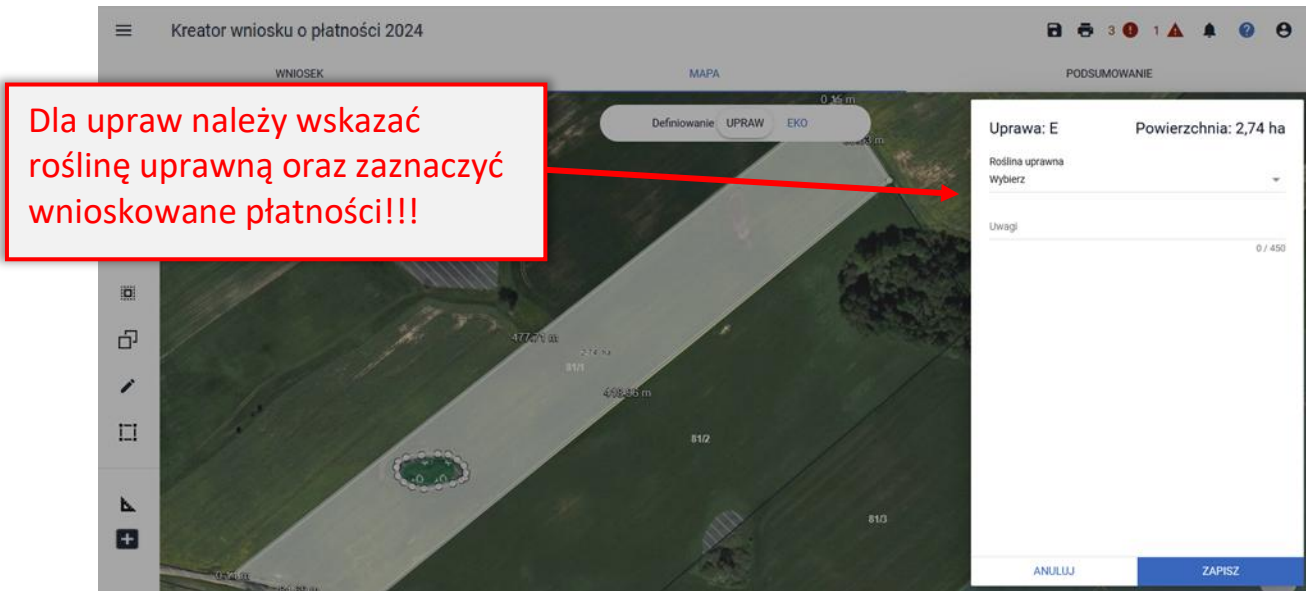 Kreator wniosku o płatności 2024
3
1
WNIOSEK
MAPA
PODSUMOWANIE
Dla upraw należy wskazać
roślinę uprawną oraz zaznaczyć
wnioskowane płatności!!!
Definiowanie UPRAW EKO
Uprawa: E
Powierzchnia: 2,74 ha
Roślina uprawna
Wybierz
Uwagi
0 / 450
477.71 m
2.74 ha
81/1
81/2
81/3
ANULUJ
ZAPISZ